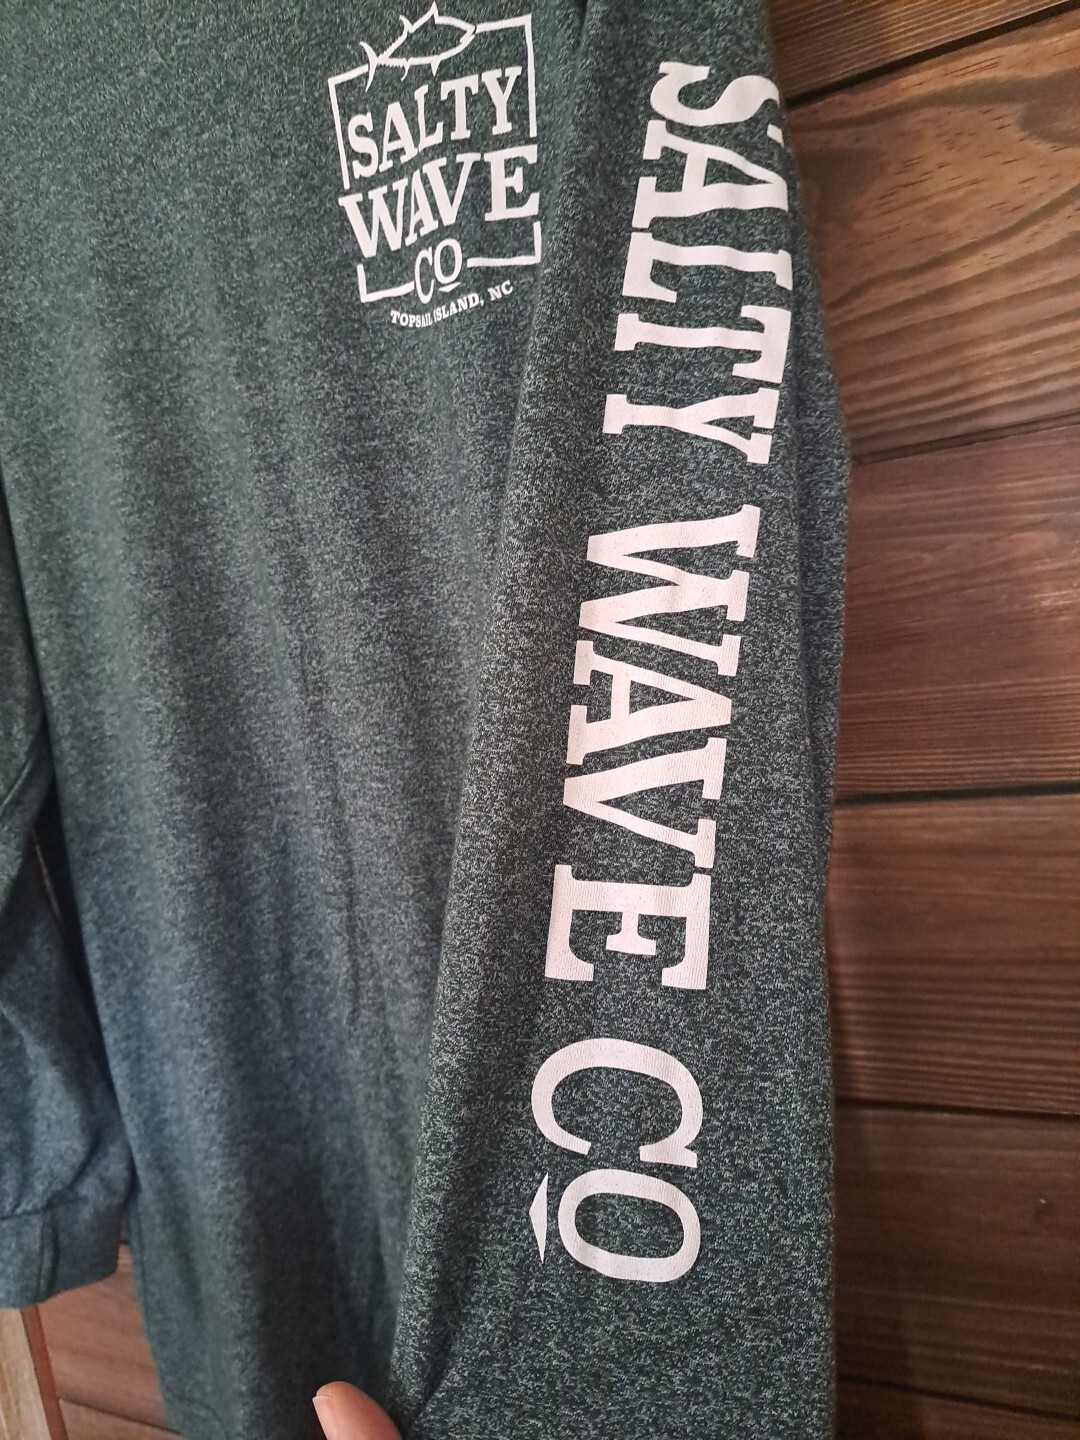 SALTY
WAVE
CO
TOPSAIL ISLAND, NC
SALTY WAVE CO